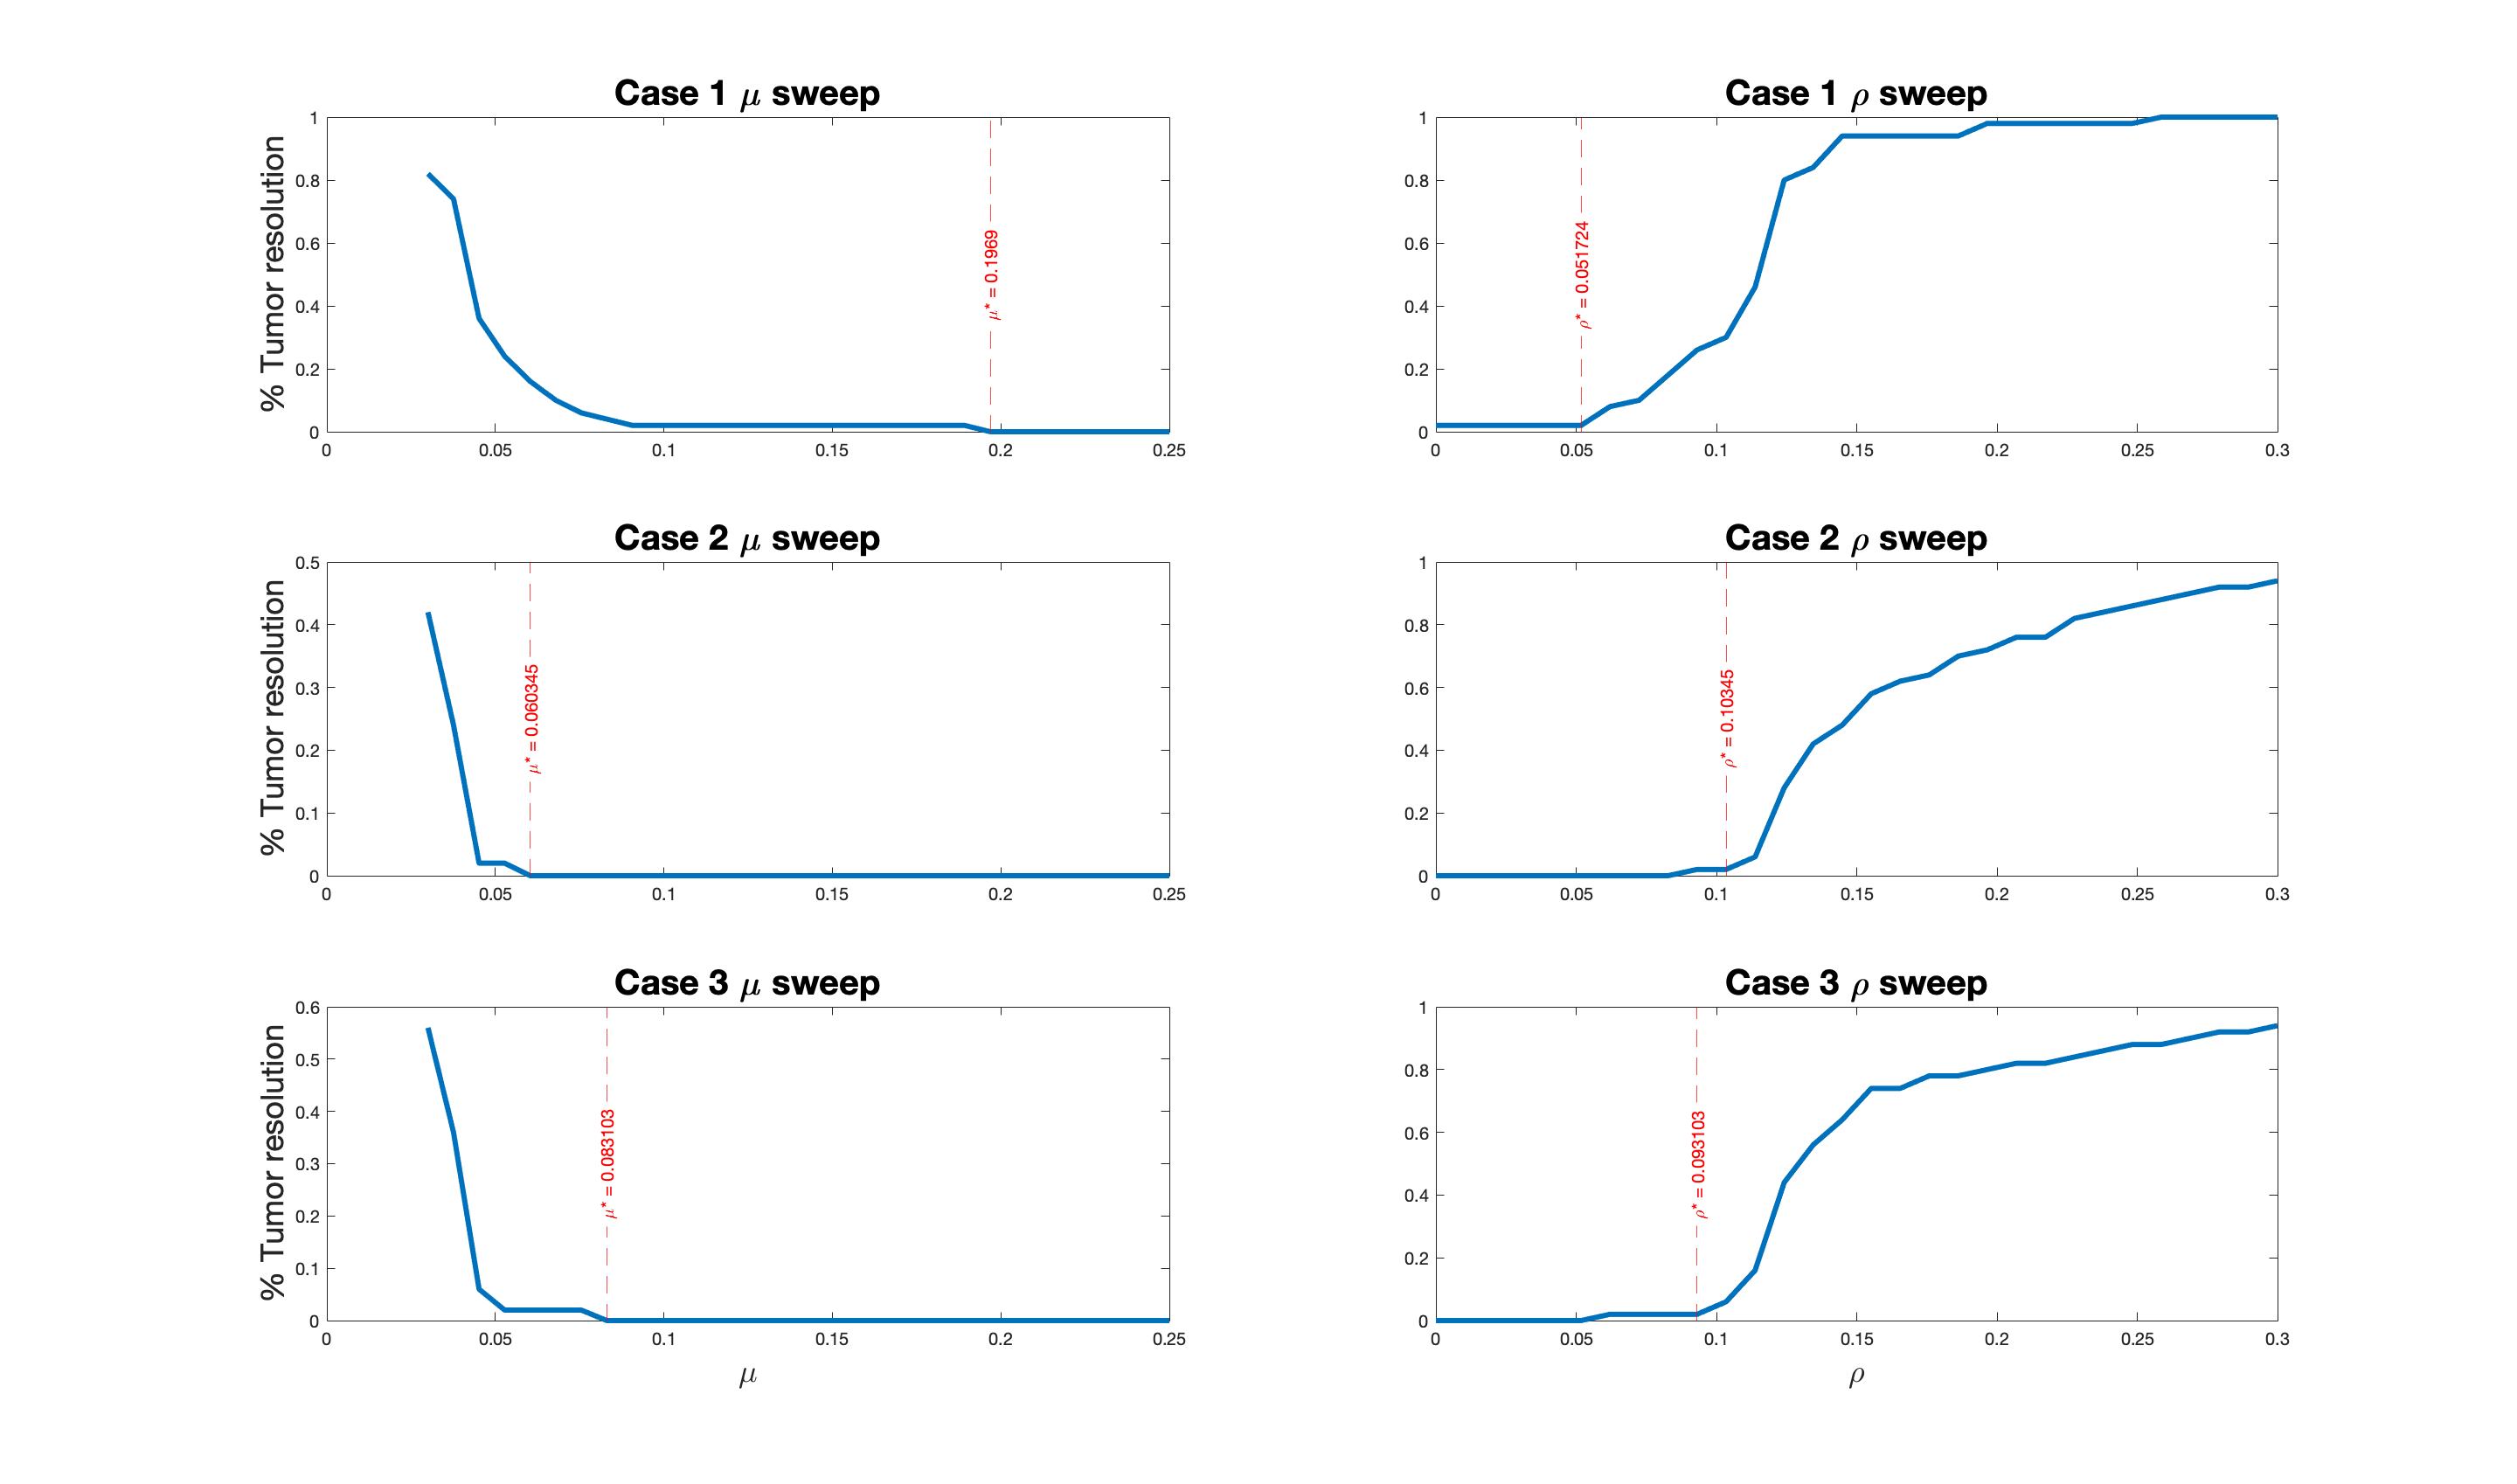 Case 1 μ sweep
% Tumor resolution
1
0.8
0.6
0.4
0.2
0
μ* = 0.1969
0 0.05 0.1 0.15 0.2 0.25
Case 1 ρ sweep
1
0.8
0.6
0.4
0.2
0
ρ* = 0.051724
0 0.05 0.1 0.15 0.2 0.25 0.3
Case 2 μ sweep
% Tumor resolution
0.5
0.4
0.3
0.2
0.1
0
μ* = 0.060345
0 0.05 0.1 0.15 0.2 0.25
Case 2 ρ sweep
1
0.8
0.6
0.4
0.2
0
ρ* = 0.10345
0 0.05 0.1 0.15 0.2 0.25 0.3
Case 3 μ sweep
% Tumor resolution
0.6
0.5
0.4
0.3
0.2
0.1
0
μ* = 0.083103
0 0.05 0.1 0.15 0.2 0.25
μ
Case 3 ρ sweep
1
0.8
0.6
0.4
0.2
0
ρ* = 0.093103
0 0.05 0.1 0.15 0.2 0.25 0.3
ρ